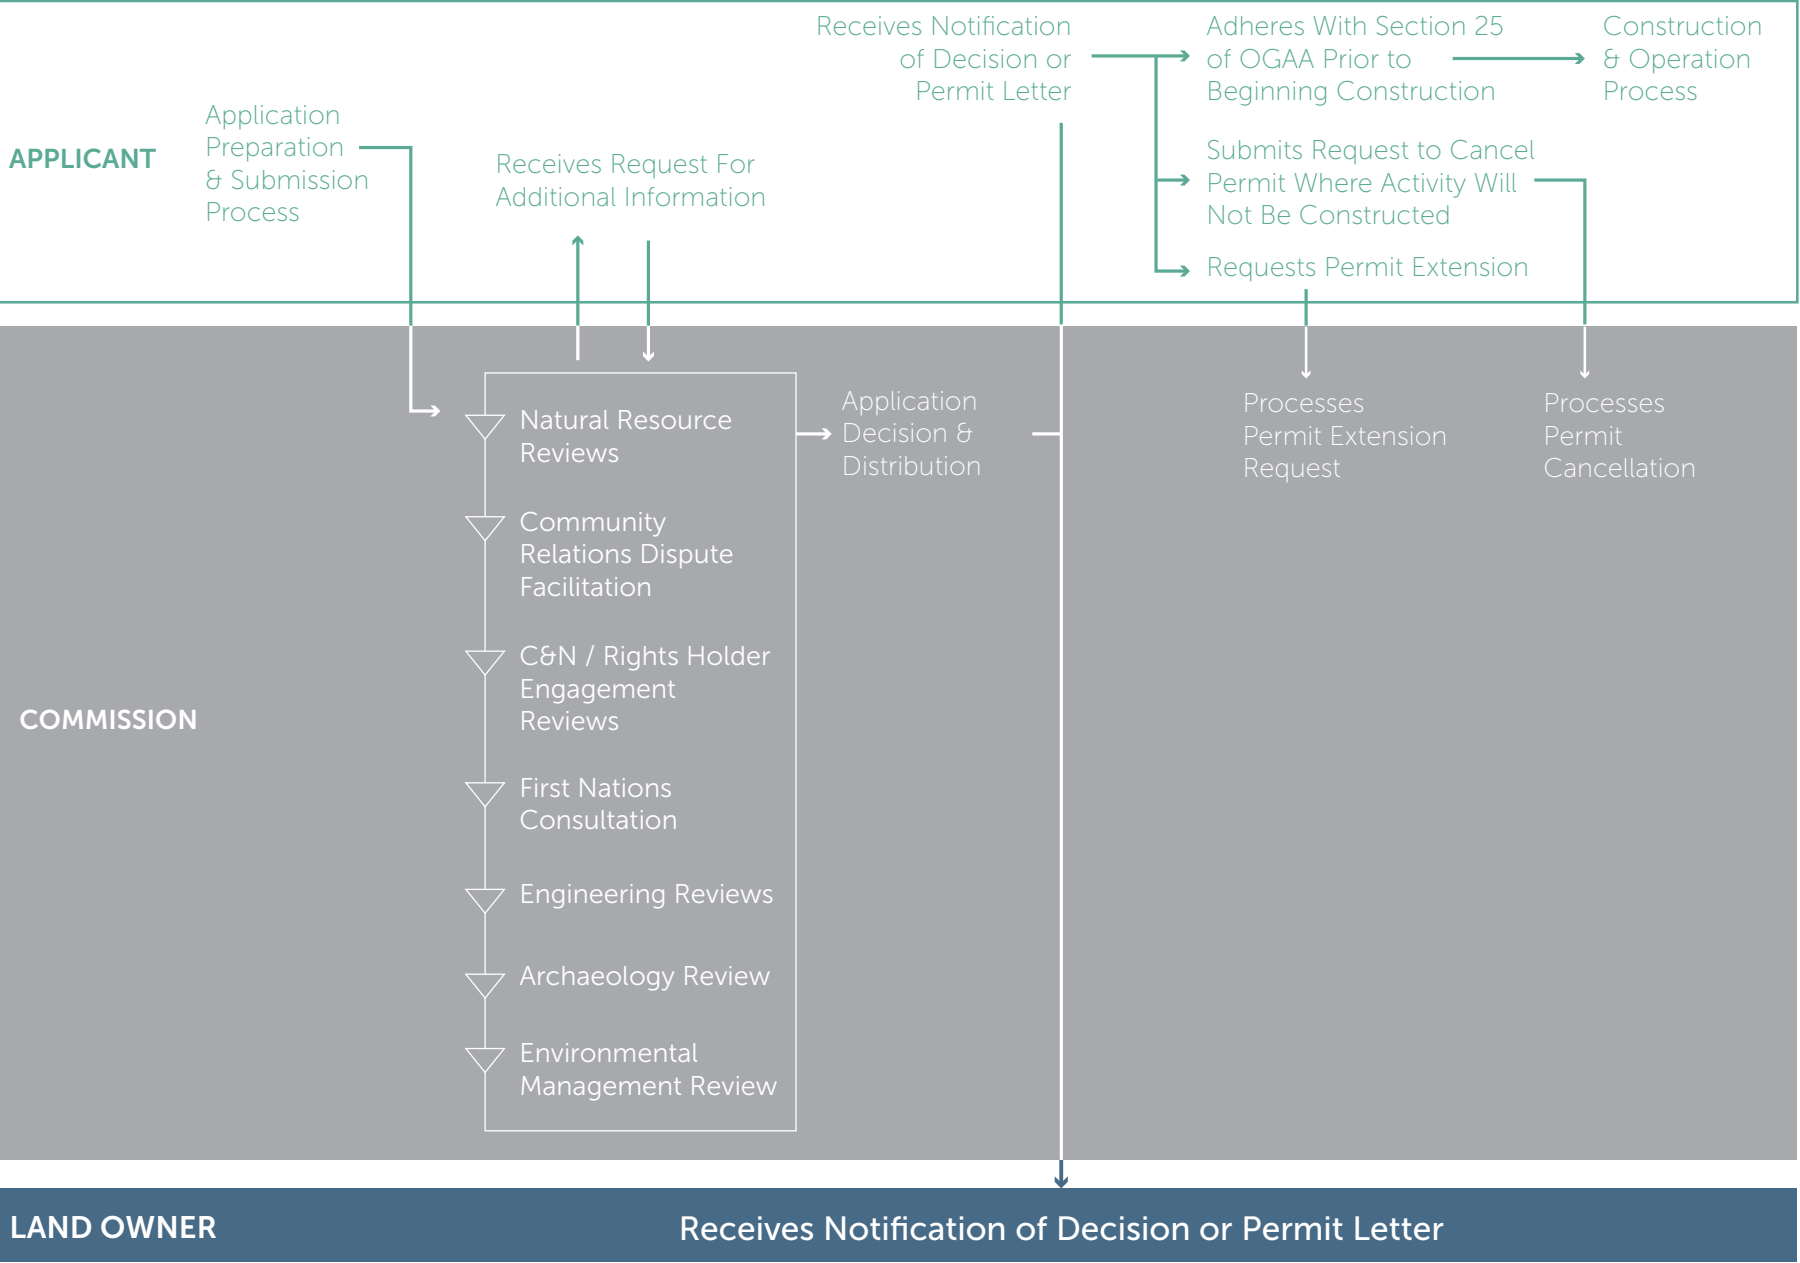 APPLICANT
Application
Preparation
& Submission
Process
Receives Request For
Additional Information
Receives Notification
of Decision or
Permit Letter
Adheres With Section 25
of OGAA Prior to
Beginning Construction
Construction
& Operation
Process
Submits Request to Cancel
Permit Where Activity Will
Not Be Constructed
Requests Permit Extension
COMMISSION
Natural Resource
Reviews
Community
Relations Dispute
Facilitation
C&N / Rights Holder
Engagement
Reviews
First Nations
Consultation
Engineering Reviews
Archaeology Review
Environmental
Management Review
Application
Decision &
Distribution
Processes
Permit Extension
Request
Processes
Permit
Cancellation
LAND OWNER
Receives Notification of Decision or Permit Letter